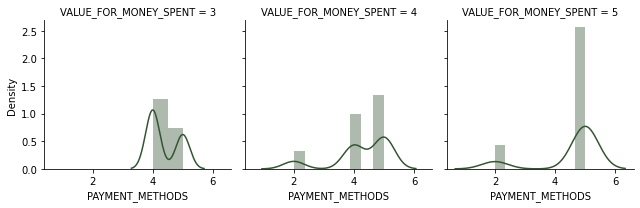 VALUE_FOR_MONEY_SPENT = 3
VALUE_FOR_MONEY_SPENT = 4
VALUE_FOR_MONEY_SPENT = 5
Density
2.5
2.0
1.5
1.0
0.5
0.0
2 4 6
2 4 6
2 4 6
PAYMENT_METHODS
PAYMENT_METHODS
PAYMENT_METHODS